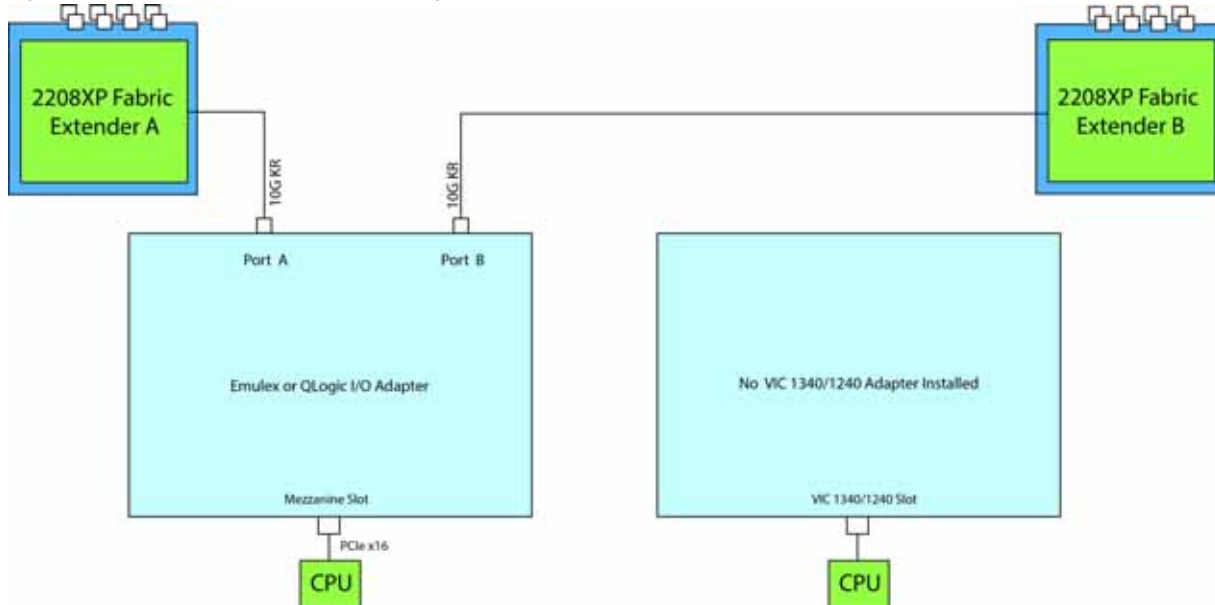 2208XP Fabric
Extender A
2208XP Fabric
Extender B
10G KR
10G KR
Port A
Port B
Emulex or QLogic I/O Adapter
No VIC 1340/1240 Adapter Installed
Mezzanine Slot
VIC 1340/1240 Slot
PCIe x16
CPU
CPU